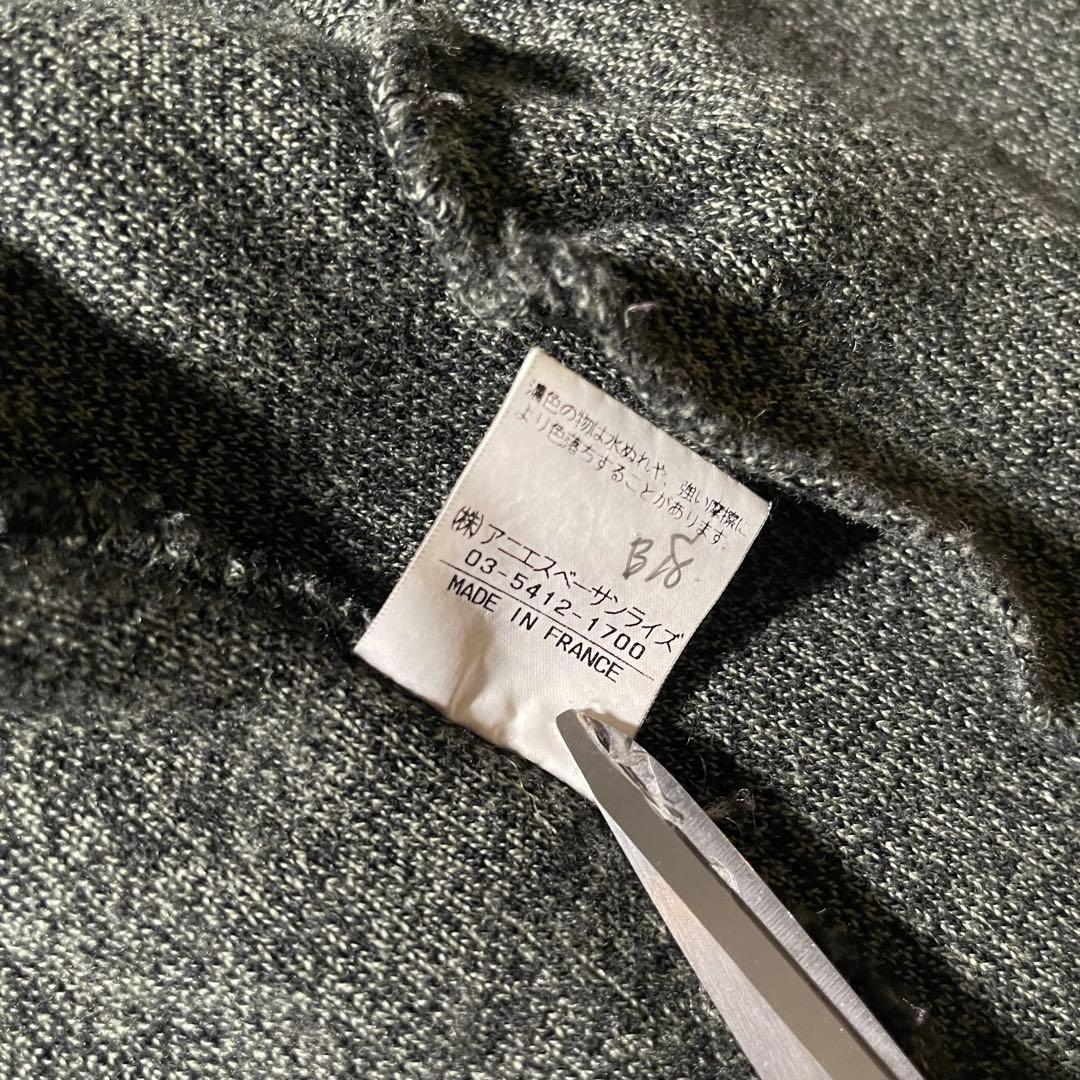 濃色の物は水ぬれや、強い摩擦に
より色落ちすることがあります。
(株)アニエスベーサンライズ
03-5412-1700
MADE IN FRANCE